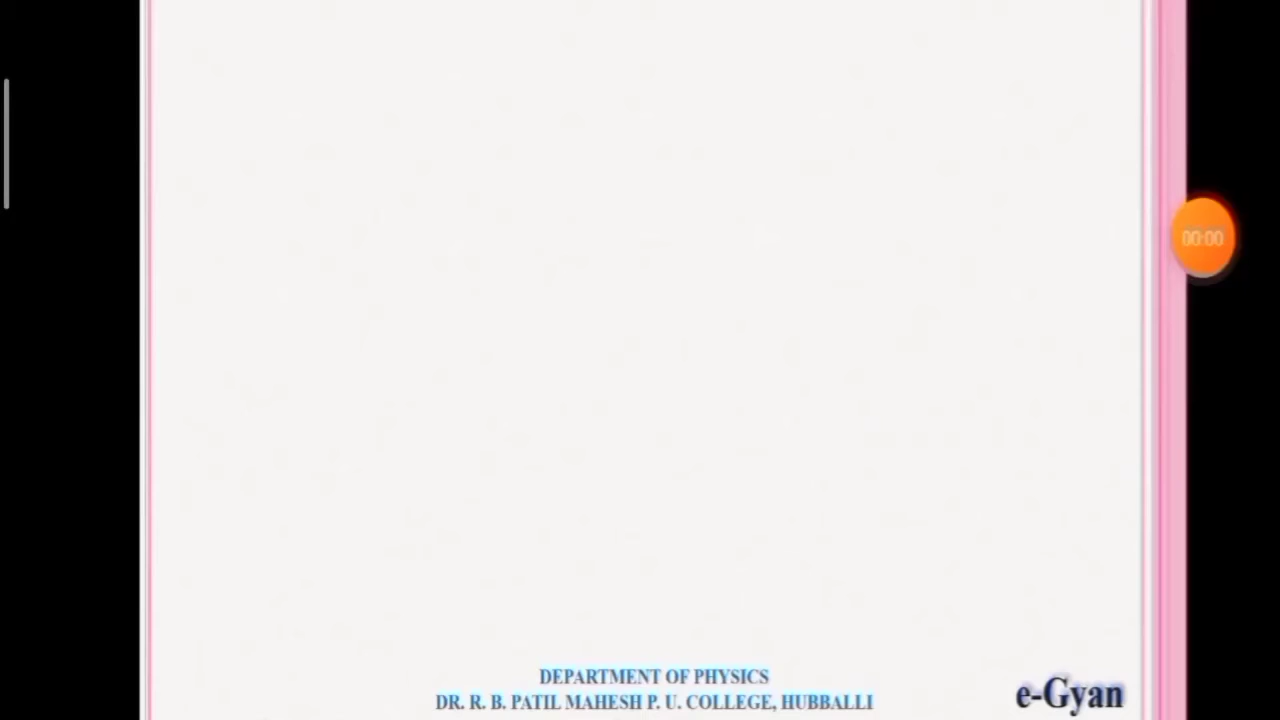 00:00
DEPARTMENT OF PHYSICS
DR. R. B. PATIL MAHESH P. U. COLLEGE, HUBBALLI
e-Gyan